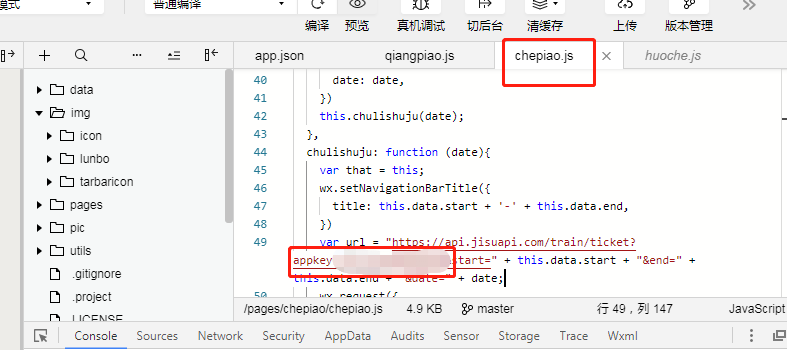 模式
普通编译
编译
预览
真机调试
切后台
清缓存
上传
版本管理
app.json
qiangpiao.js
chepiao.js
huoche.js
data
img
icon
lunbo
tarbaricon
pages
pic
utils
.gitignore
.project
LICENSE
40 date: date,
41 })
42 this.chulishuju(date);
43 },
44 chulishuju: function (date){
45 var that = this;
46 wx.setNavigationBarTitle({
47 title: this.data.start + '-' + this.data.end,
48 })
49 var url = "https://api.jisuapi.com/train/ticket?
appkey start=" + this.data.start + "&end=" +
this.data.end + "&date=" + date;
50 wx.request({
/pages/chepiao/chepiao.js 4.9 KB master 行 49，列 147 JavaScript
Console Sources Network Security AppData Audits Sensor Storage Trace Wxml